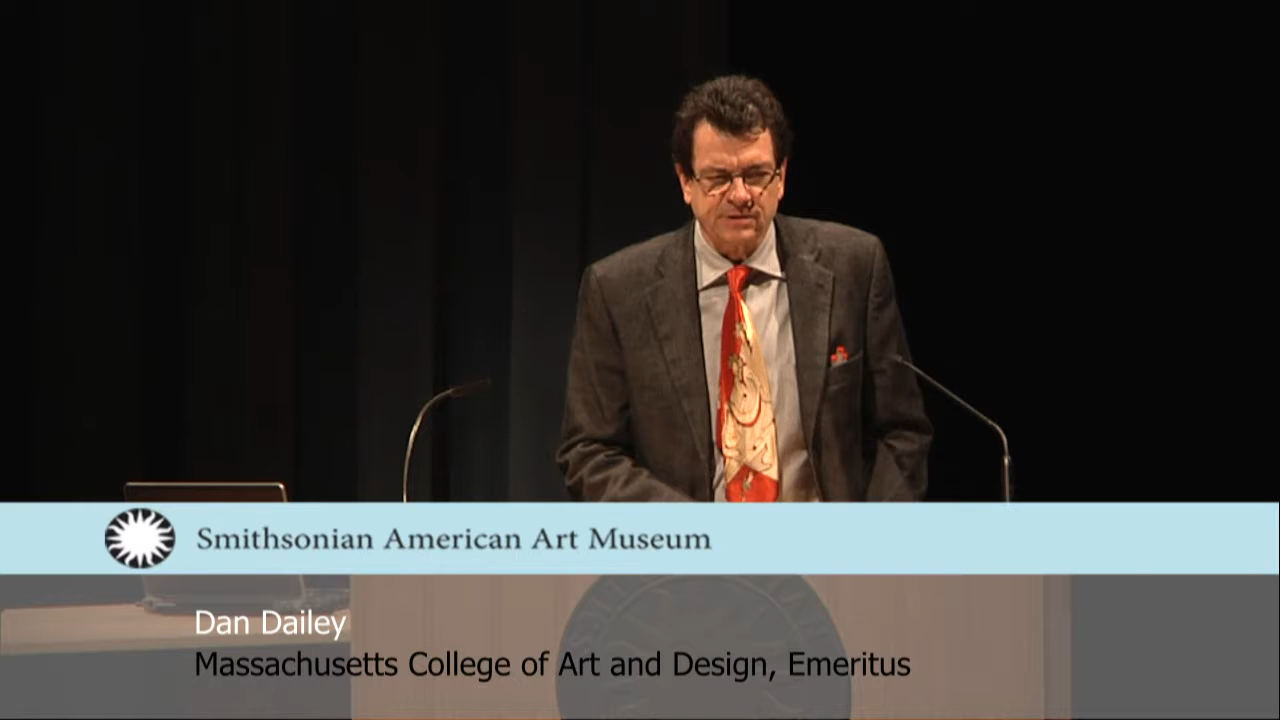 Smithsonian American Art Museum
Dan Dailey
Massachusetts College of Art and Design, Emeritus